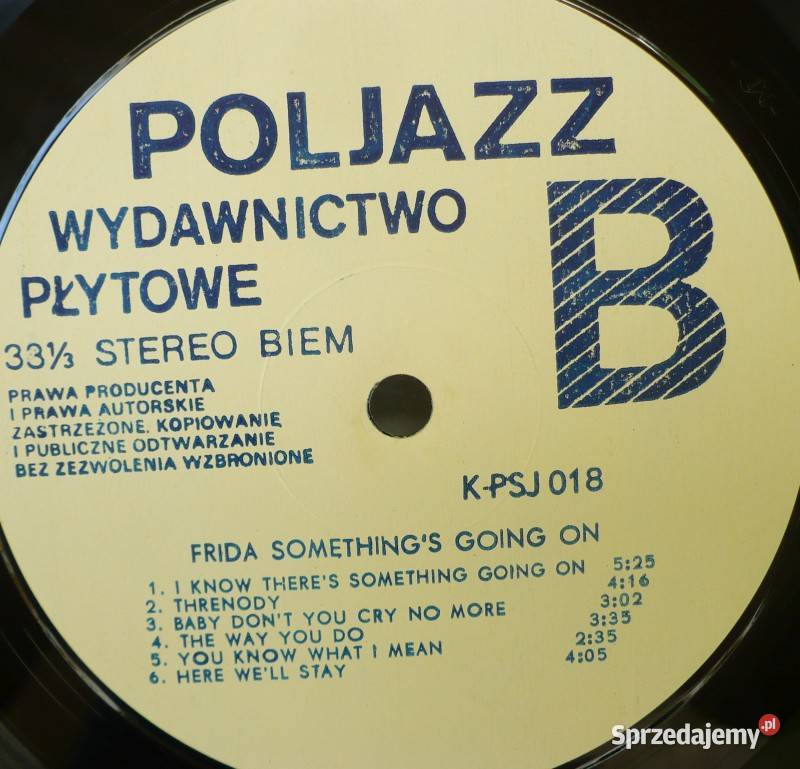 POLJAZZ
WYDAWNICTWO
PŁYTOWE
B
33⅓ STEREO BIEM
PRAWA PRODUCENTA
I PRAWA AUTORSKIE
ZASTRZEŻONE. KOPIOWANIE
I PUBLICZNE ODTWARZANIE
BEZ ZEZWOLENIA WZBRONIONE
K-PSJ 018
FRIDA SOMETHING'S GOING ON
1. I KNOW THERE'S SOMETHING GOING ON 5:25
2. THRENODY 4:16
3. BABY DON'T YOU CRY NO MORE 3:02
4. THE WAY YOU DO 3:35
5. YOU KNOW WHAT I MEAN 2:35
6. HERE WE'LL STAY 4:05
Sprzedajemy.pl